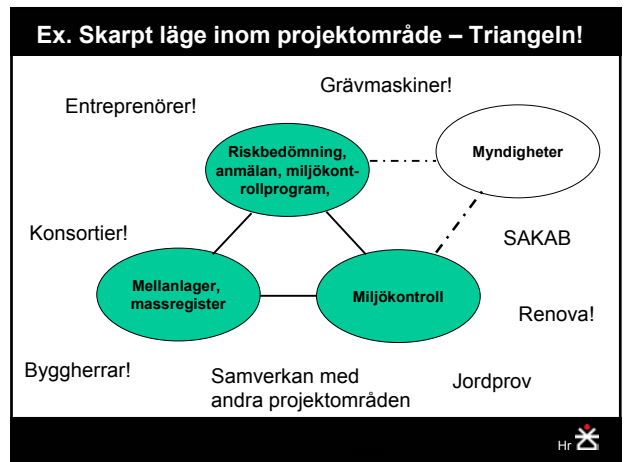 Ex. Skarpt läge inom projektområde – Triangeln!
Grävmaskiner!
Entreprenörer!
Riskbedömning,
anmälan, miljökont-
rollprogram,
Myndigheter
Konsortier!
SAKAB
Mellanlager,
massregister
Miljökontroll
Renova!
Byggherrar!
Samverkan med
andra projektområden
Jordprov
Hr